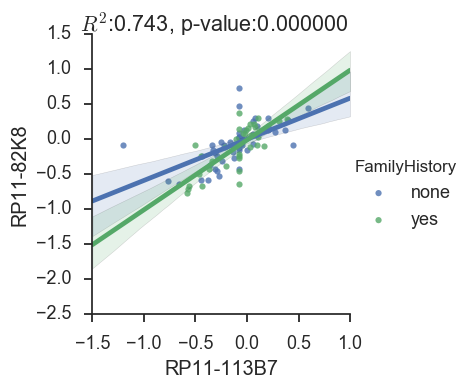 R²:0.743, p-value:0.000000
1.5
1.0
0.5
0.0
−0.5
−1.0
−1.5
−2.0
−2.5
RP11-82K8
−1.5 −1.0 −0.5 0.0 0.5 1.0
RP11-113B7
FamilyHistory
none
yes